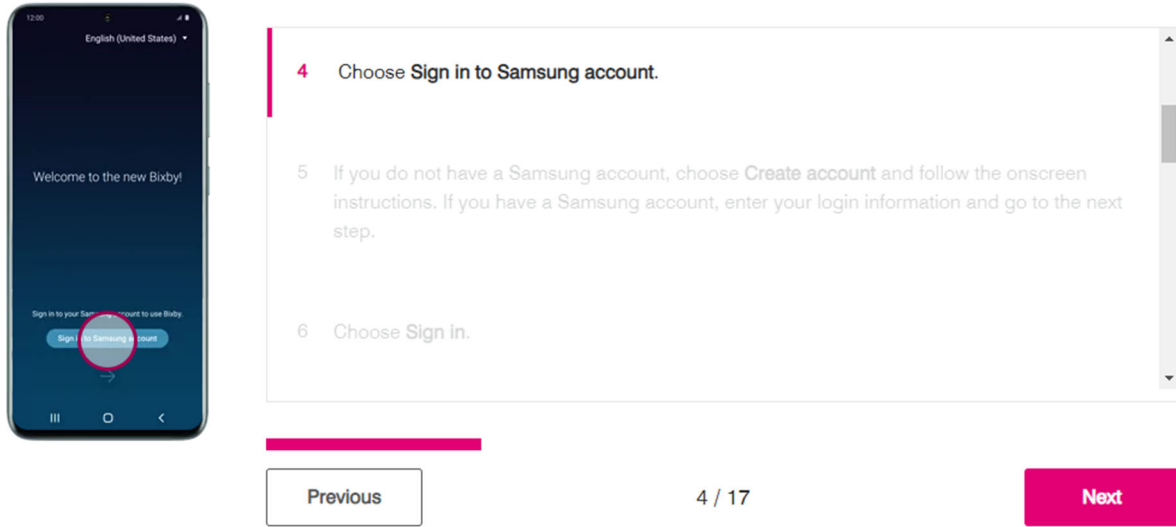 12:00
English (United States)
Welcome to the new Bixby!
Sign in to your Samsung account to use Bixby.
Sign in to Samsung account
4 Choose Sign in to Samsung account.
5 If you do not have a Samsung account, choose Create account and follow the onscreen
instructions. If you have a Samsung account, enter your login information and go to the next
step.
6 Choose Sign in.
Previous
4 / 17
Next